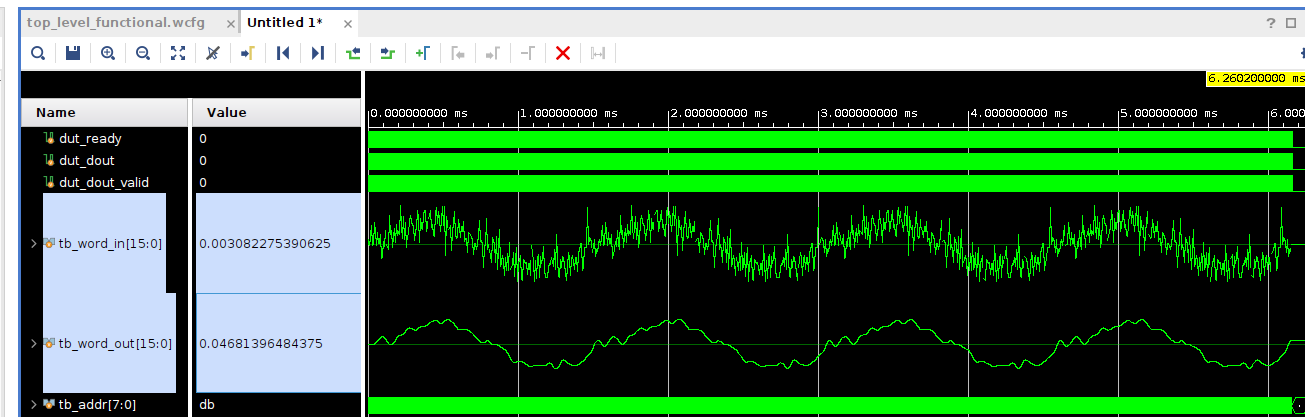 top_level_functional.wcfg × Untitled 1* × ?
6.260200000 ms
Name Value 0.000000000 ms 1.000000000 ms 2.000000000 ms 3.000000000 ms 4.000000000 ms 5.000000000 ms 6.000
dut_ready 0
dut_dout 0
dut_dout_valid 0
tb_word_in[15:0] 0.003082275390625
tb_word_out[15:0] 0.04681396484375
tb_addr[7:0] db